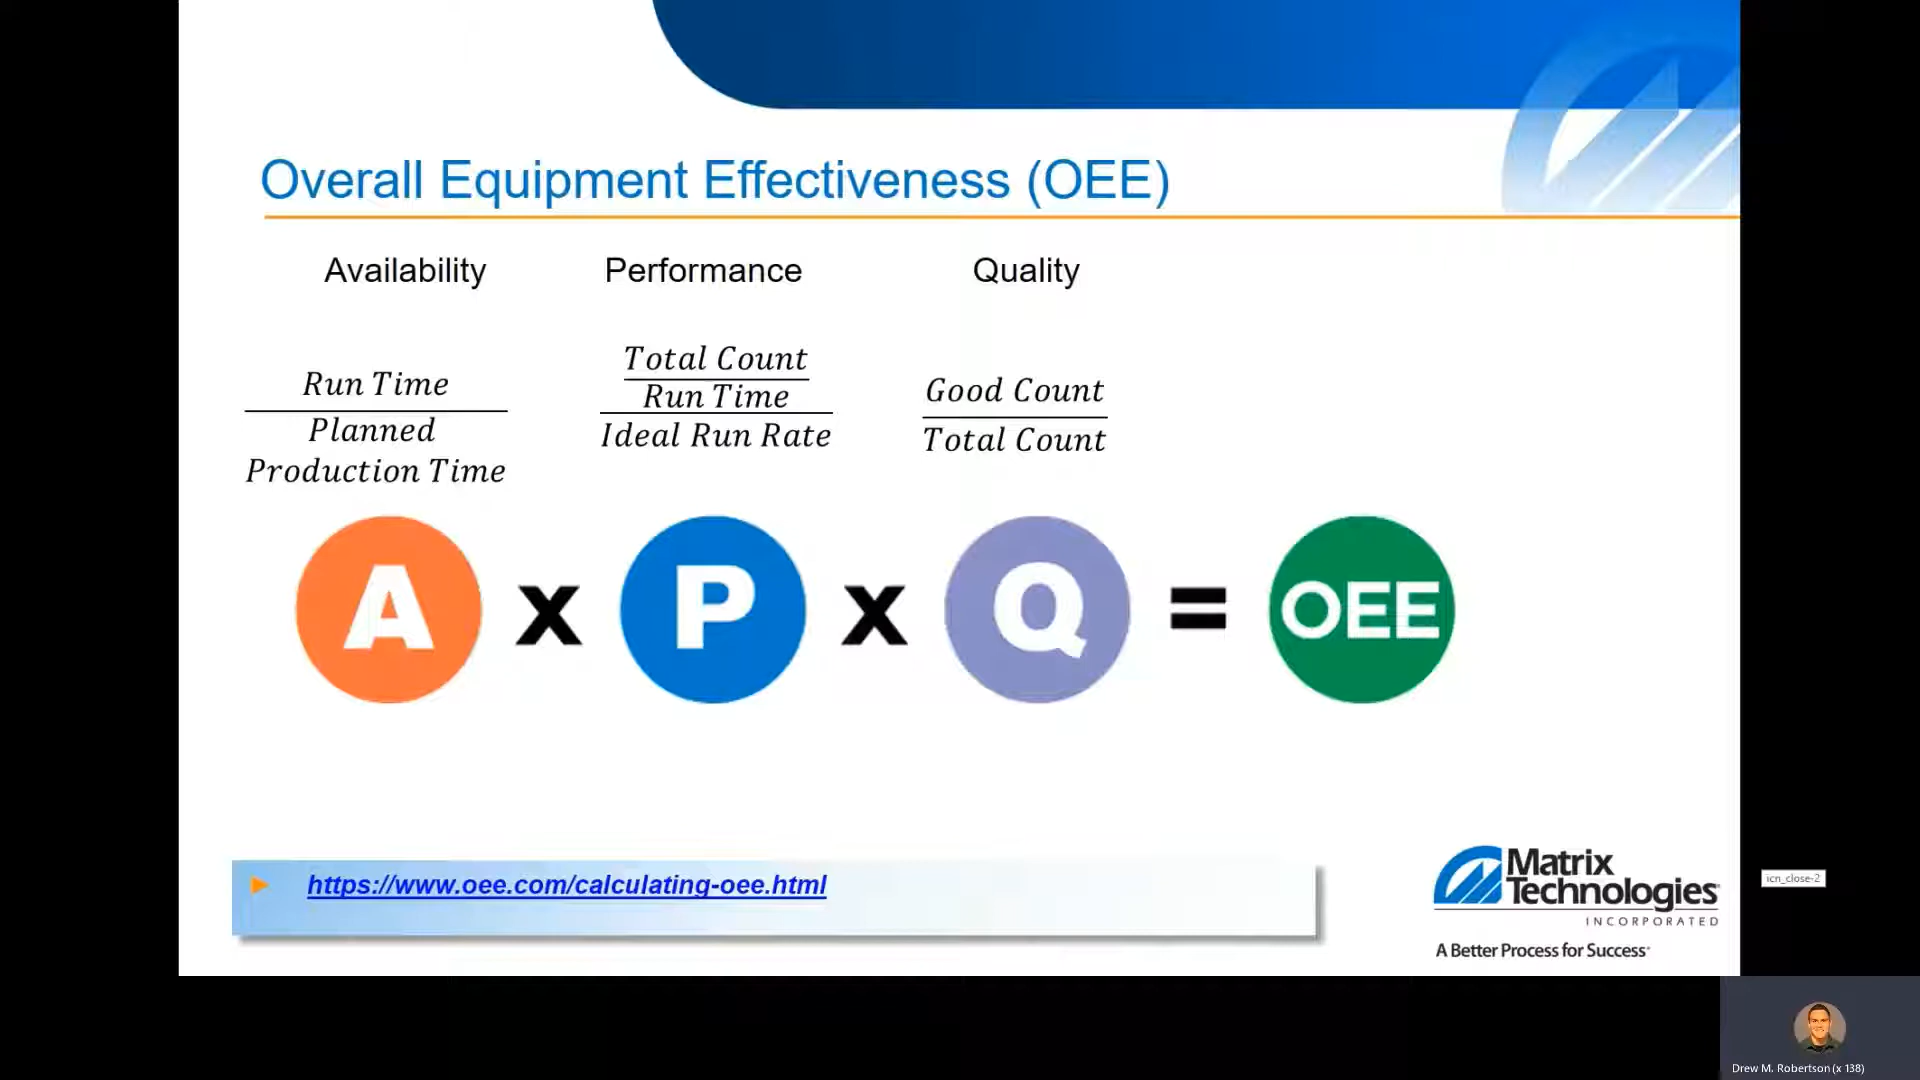 Overall Equipment Effectiveness (OEE)
Availability Performance Quality
Run Time
Planned
Production Time
Total Count
Run Time
Ideal Run Rate
Good Count
Total Count
A x P x Q = OEE
https://www.oee.com/calculating-oee.html
Matrix
Technologies
INCORPORATED
A Better Process for Success
icn_close-2
Drew M. Robertson (x 138)